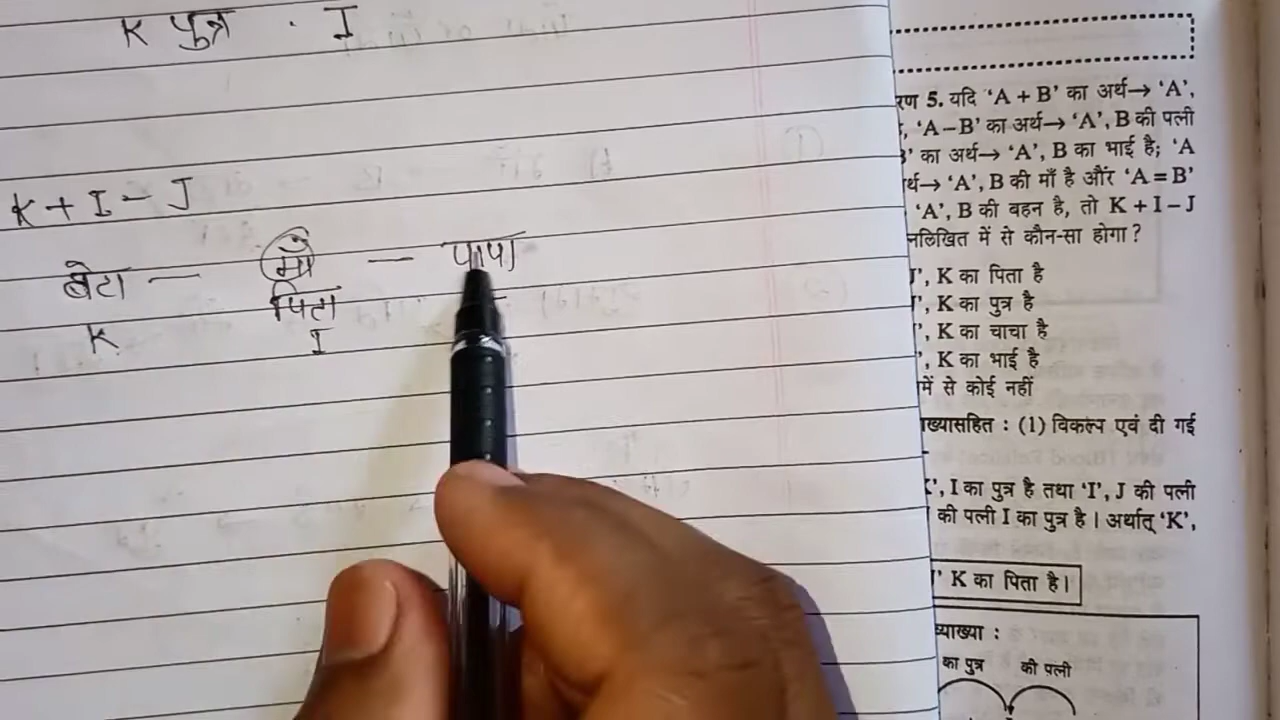 K पुत्र . I
K + I - J
बेटा — माँ — पापा
पिता
K I
रण 5. यदि 'A + B' का अर्थ→ 'A',
, 'A – B' का अर्थ→ 'A', B की पत्नी
' का अर्थ→ 'A', B का भाई है; 'A
र्थ→ 'A', B की माँ है और 'A = B'
'A', B की बहन है, तो K + I – J
नलिखित में से कौन-सा होगा ?
', K का पिता है
', K का पुत्र है
', K का चाचा है
', K का भाई है
में से कोई नहीं
ाख्यासहित : (1) विकल्प एवं दी गई
', I का पुत्र है तथा 'I', J की पत्नी
की पत्नी I का पुत्र है। अर्थात् 'K',
' K का पिता है।
व्याख्या :
का पुत्र की पत्नी